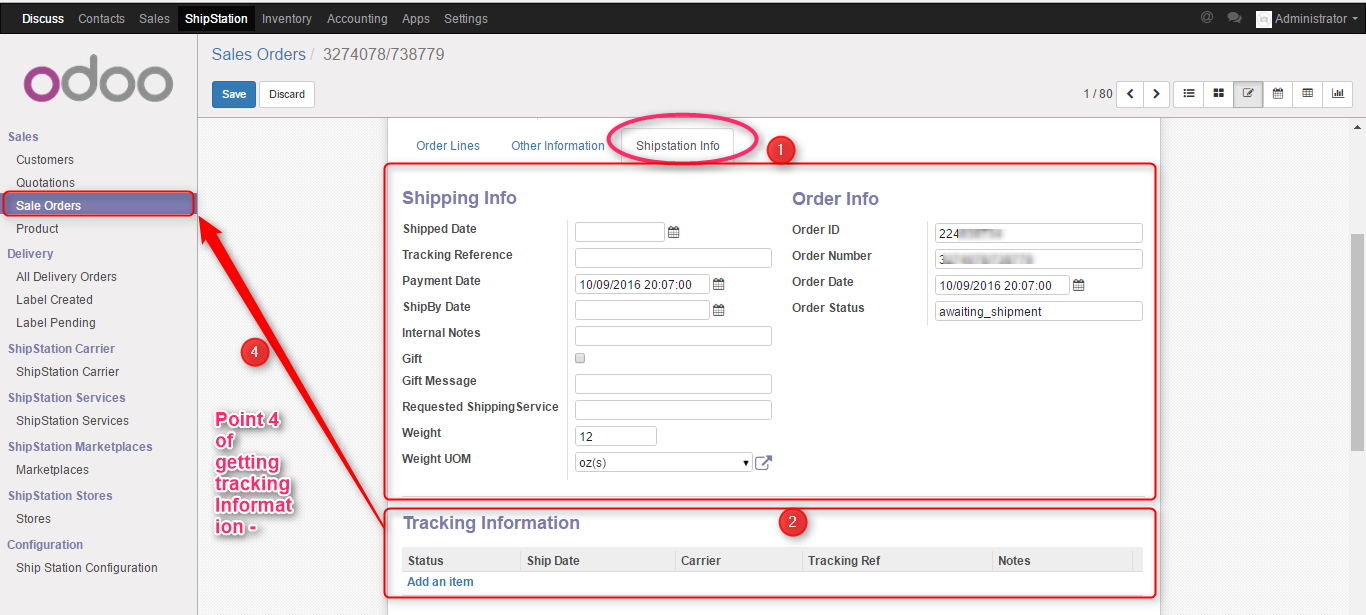 Discuss Contacts Sales ShipStation Inventory Accounting Apps Settings @ Administrator
odoo
Sales Orders / 3274078/738779
Save Discard
1 / 80
Sales
Customers
Quotations
Sale Orders
Product
Delivery
All Delivery Orders
Label Created
Label Pending
ShipStation Carrier
ShipStation Carrier
ShipStation Services
ShipStation Services
ShipStation Marketplaces
Marketplaces
ShipStation Stores
Stores
Configuration
Ship Station Configuration
4
Point 4
of
getting
tracking
Informat
ion -
Order Lines Other Information Shipstation Info
1
Shipping Info
Shipped Date
Tracking Reference
Payment Date 10/09/2016 20:07:00
ShipBy Date
Internal Notes
Gift
Gift Message
Requested ShippingService
Weight 12
Weight UOM oz(s)
Order Info
Order ID 224
Order Number 3
Order Date 10/09/2016 20:07:00
Order Status awaiting_shipment
Tracking Information
2
Status Ship Date Carrier Tracking Ref Notes
Add an item